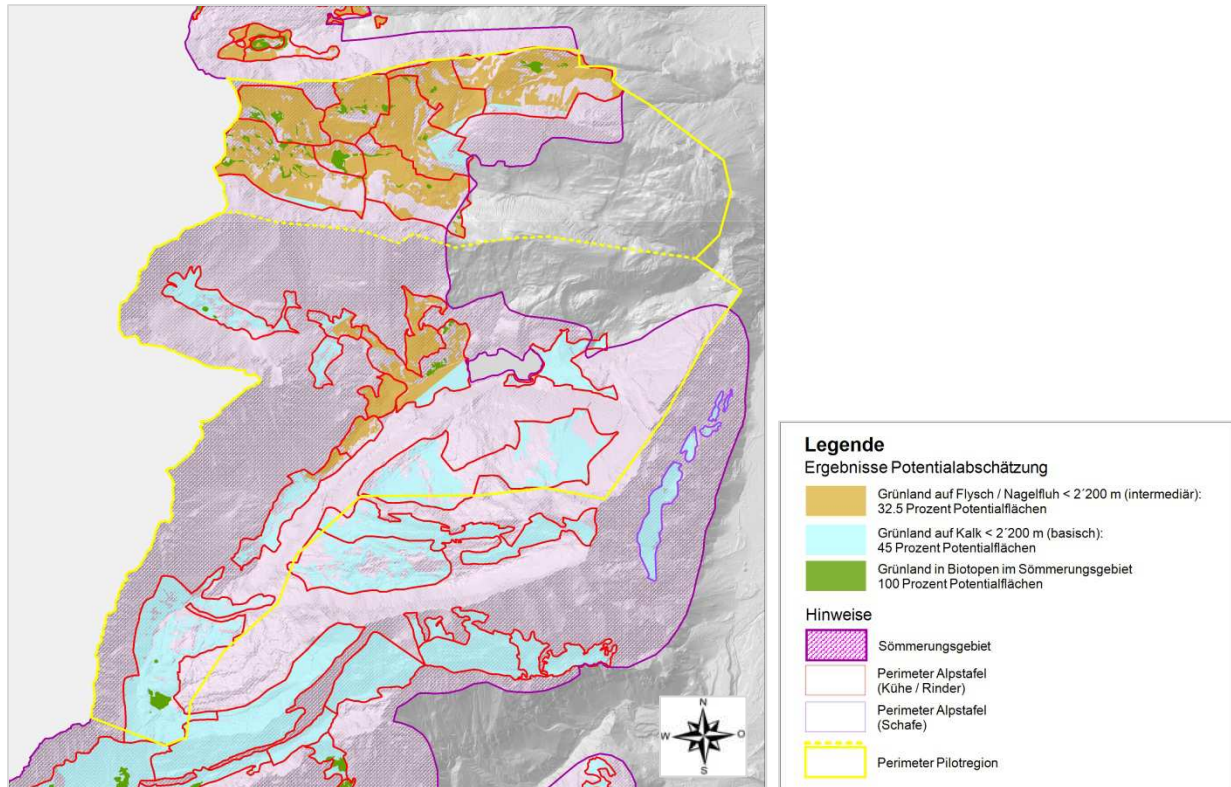 N
W
O
S
Legende
Ergebnisse Potentialabschätzung
Grünland auf Flysch / Nagelfluh < 2´200 m (intermediär):
32.5 Prozent Potentialflächen
Grünland auf Kalk < 2´200 m (basisch):
45 Prozent Potentialflächen
Grünland in Biotopen im Sömmerungsgebiet
100 Prozent Potentialflächen
Hinweise
Sömmerungsgebiet
Perimeter Alpstafel
(Kühe / Rinder)
Perimeter Alpstafel
(Schafe)
Perimeter Pilotregion